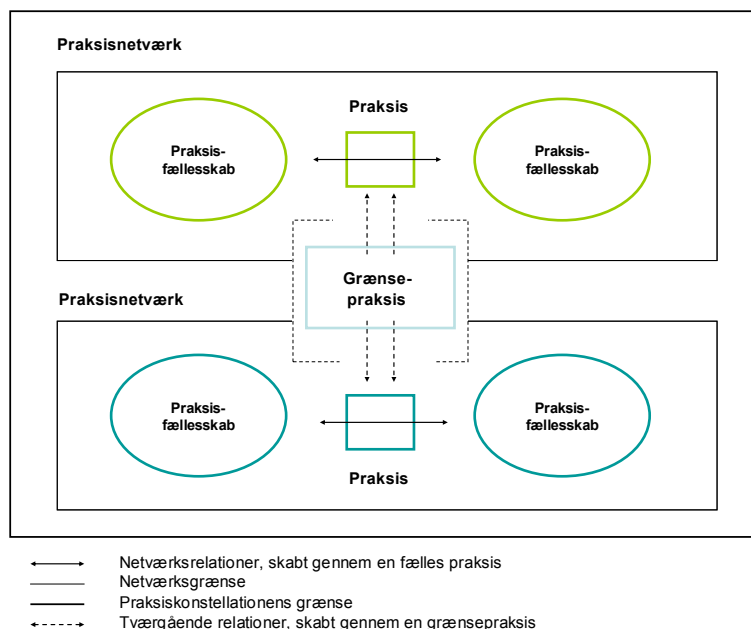 Praksisnetværk
Praksis
Praksis-
fællesskab
Praksis-
fællesskab
Grænse-
praksis
Praksisnetværk
Praksis-
fællesskab
Praksis-
fællesskab
Praksis
Netværksrelationer, skabt gennem en fælles praksis
Netværksgrænse
Praksiskonstellationens grænse
Tværgående relationer, skabt gennem en grænsepraksis